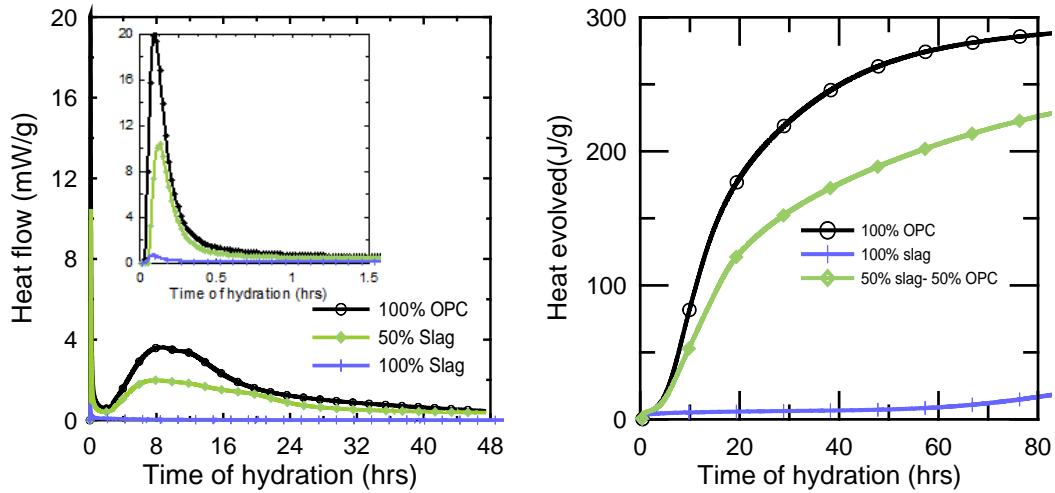 Heat flow (mW/g)
20
16
12
8
4
0
0 8 16 24 32 40 48
Time of hydration (hrs)
20
16
12
8
4
0
0 0.5 1 1.5
Time of hydration (hrs)
100% OPC
50% Slag
100% Slag
Heat evolved(J/g)
300
200
100
0
0 20 40 60 80
Time of hydration (hrs)
100% OPC
100% slag
50% slag- 50% OPC